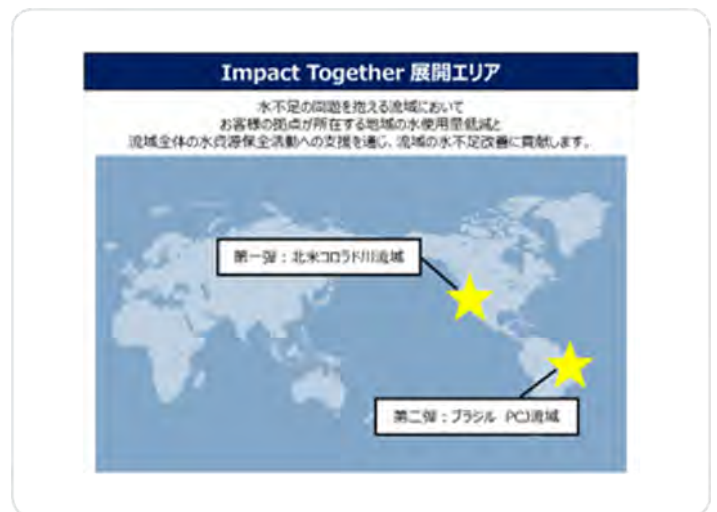 Impact Together 展開エリア
水不足の問題を抱える流域において
お客様の拠点が所在する地域の水使用量低減と
流域全体の水資源保全活動への支援を通じ、流域の水不足改善に貢献します。
第一弾：北米コロラド川流域
第二弾：ブラジル PCJ流域